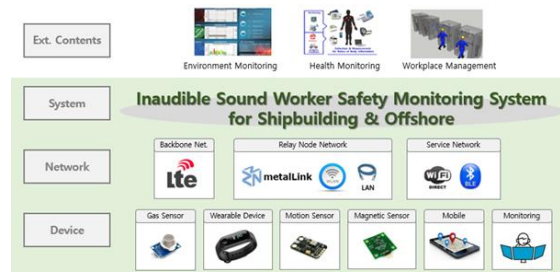 Ext. Contents
Environment Monitoring
Health Monitoring
Workplace Management
System
Inaudible Sound Worker Safety Monitoring System
for Shipbuilding & Offshore
Network
Backbone Net.
Relay Node Network
Service Network
Lte
metalLink
WLAN
LAN
WiFi
DIRECT
BLE
Device
Gas Sensor
Wearable Device
Motion Sensor
Magnetic Sensor
Mobile
Monitoring